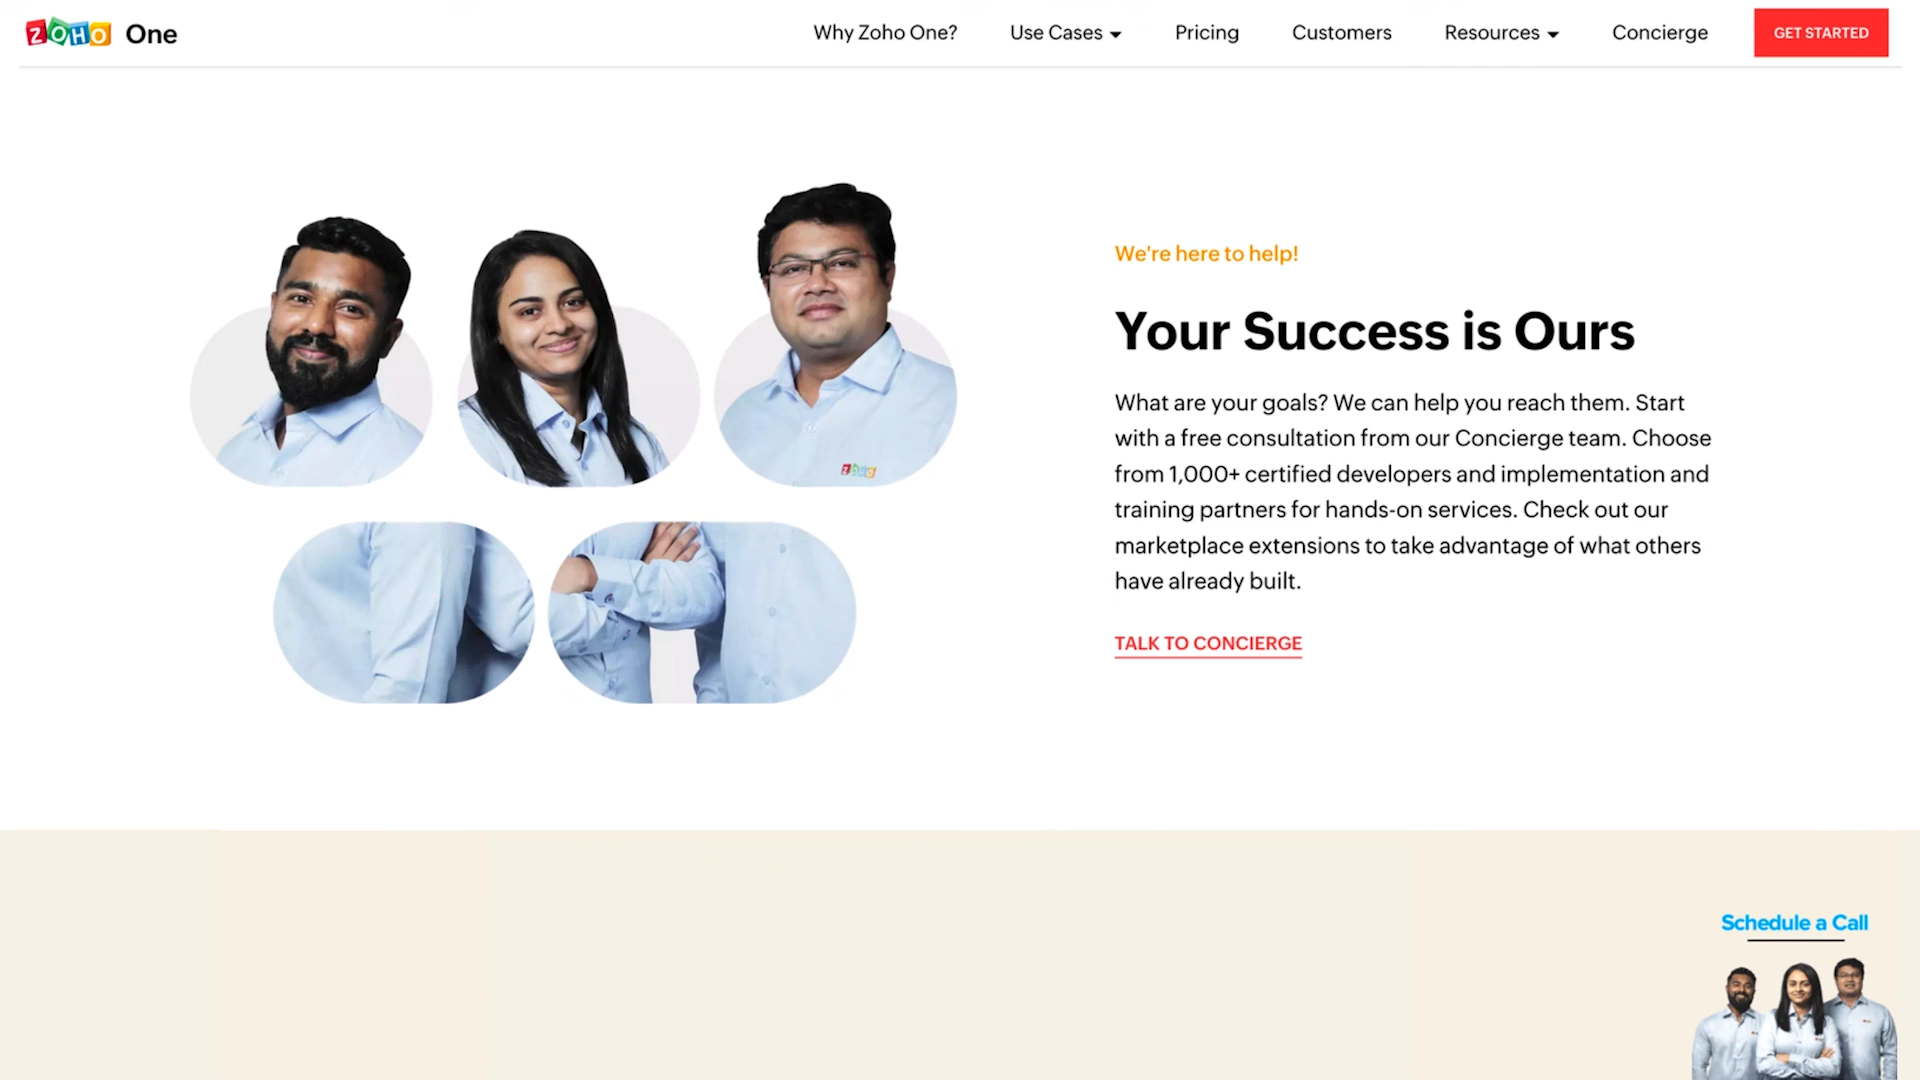 ZOHO One
Why Zoho One?
Use Cases
Pricing
Customers
Resources
Concierge
GET STARTED
We're here to help!
Your Success is Ours
What are your goals? We can help you reach them. Start
with a free consultation from our Concierge team. Choose
from 1,000+ certified developers and implementation and
training partners for hands-on services. Check out our
marketplace extensions to take advantage of what others
have already built.
TALK TO CONCIERGE
ZOHO
Schedule a Call